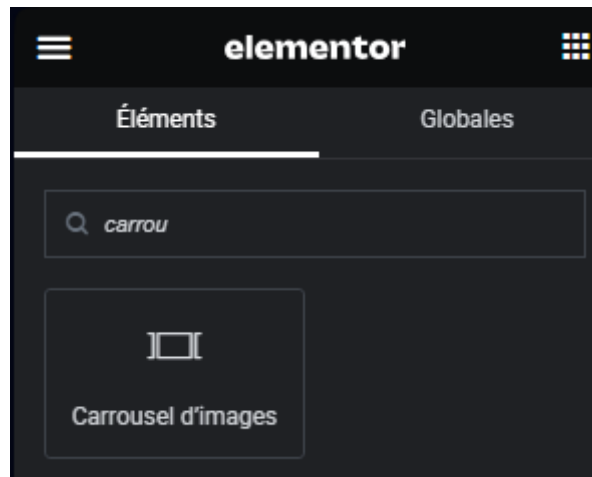 elementor
Éléments
Globales
carrou
Carrousel d'images